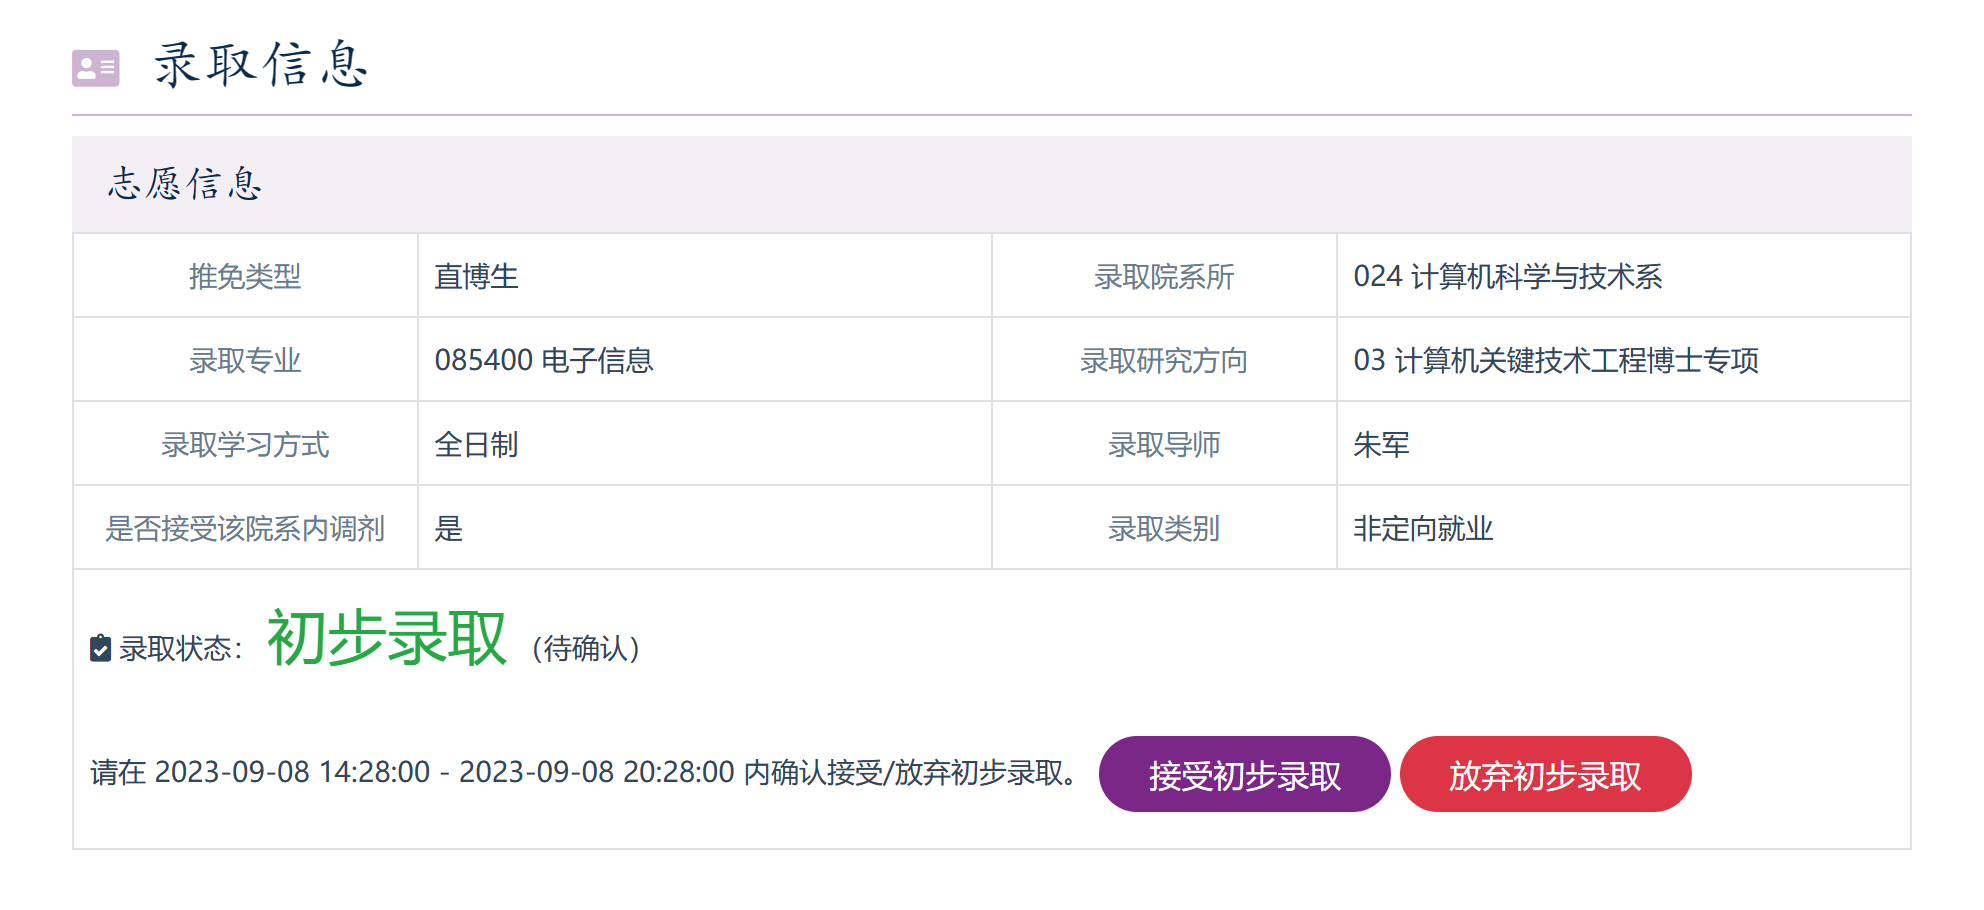 录取信息
志愿信息
推免类型 直博生 录取院系所 024 计算机科学与技术系
录取专业 085400 电子信息 录取研究方向 03 计算机关键技术工程博士专项
录取学习方式 全日制 录取导师 朱军
是否接受该院系内调剂 是 录取类别 非定向就业
录取状态： 初步录取 （待确认）
请在 2023-09-08 14:28:00 - 2023-09-08 20:28:00 内确认接受/放弃初步录取。 接受初步录取 放弃初步录取